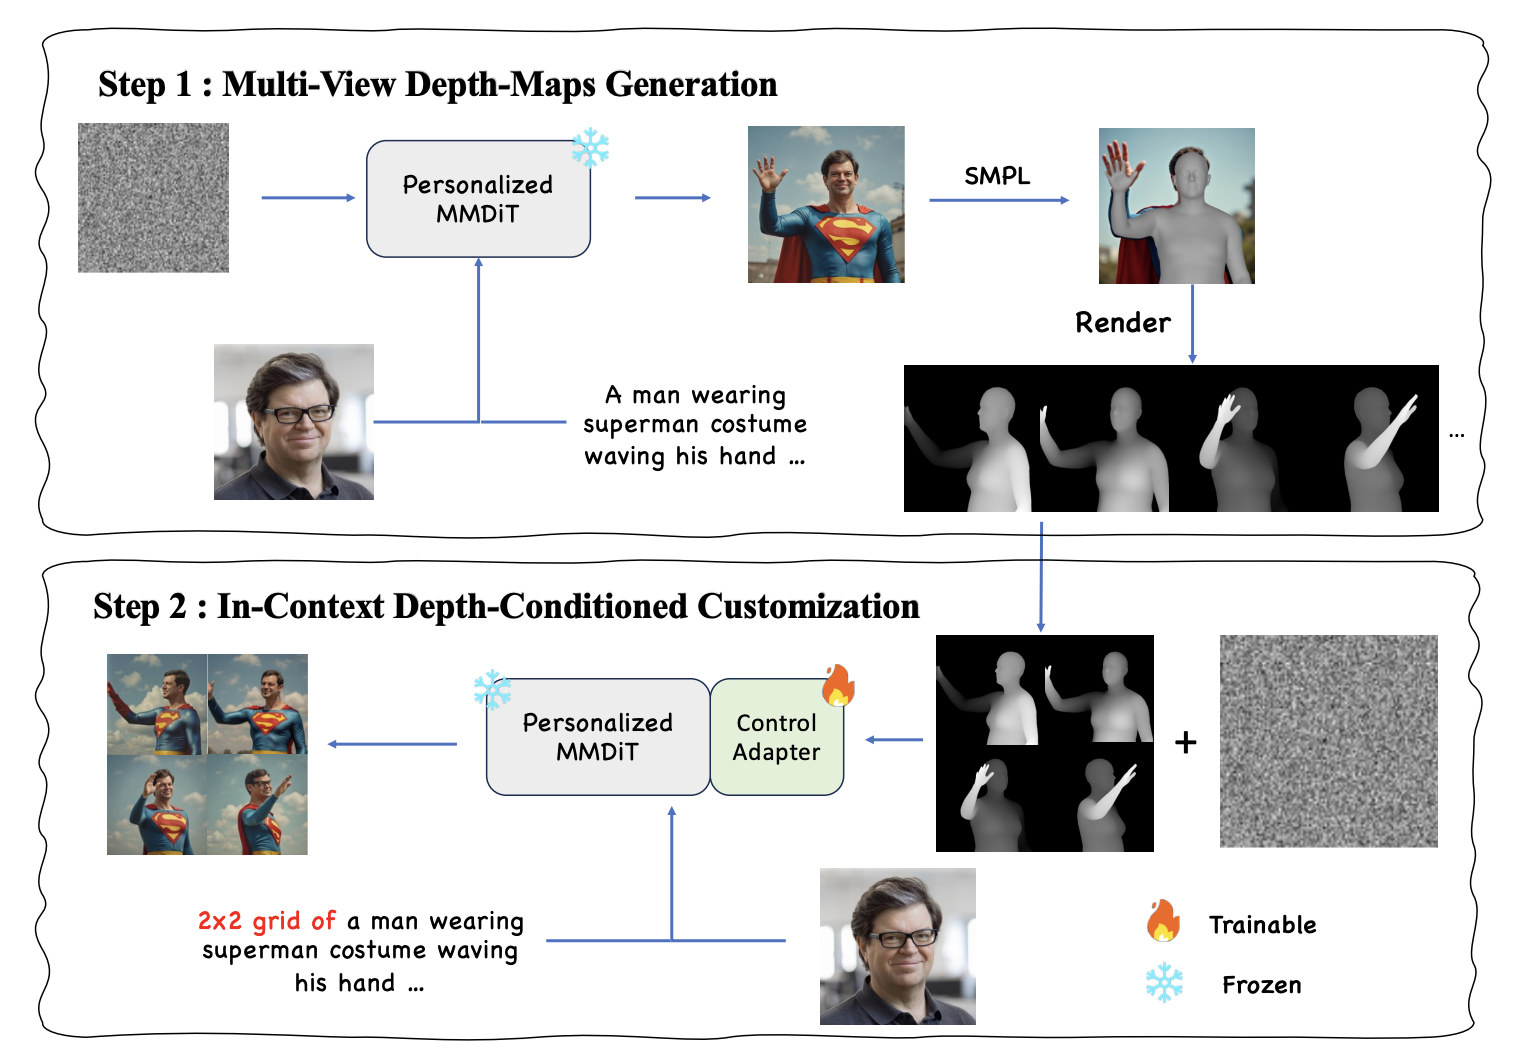 Step 1 : Multi-View Depth-Maps Generation
Personalized
MMDiT
SMPL
Render
A man wearing
superman costume
waving his hand ...
...
Step 2 : In-Context Depth-Conditioned Customization
Personalized
MMDiT
Control
Adapter
+
2x2 grid of a man wearing
superman costume waving
his hand ...
Trainable
Frozen